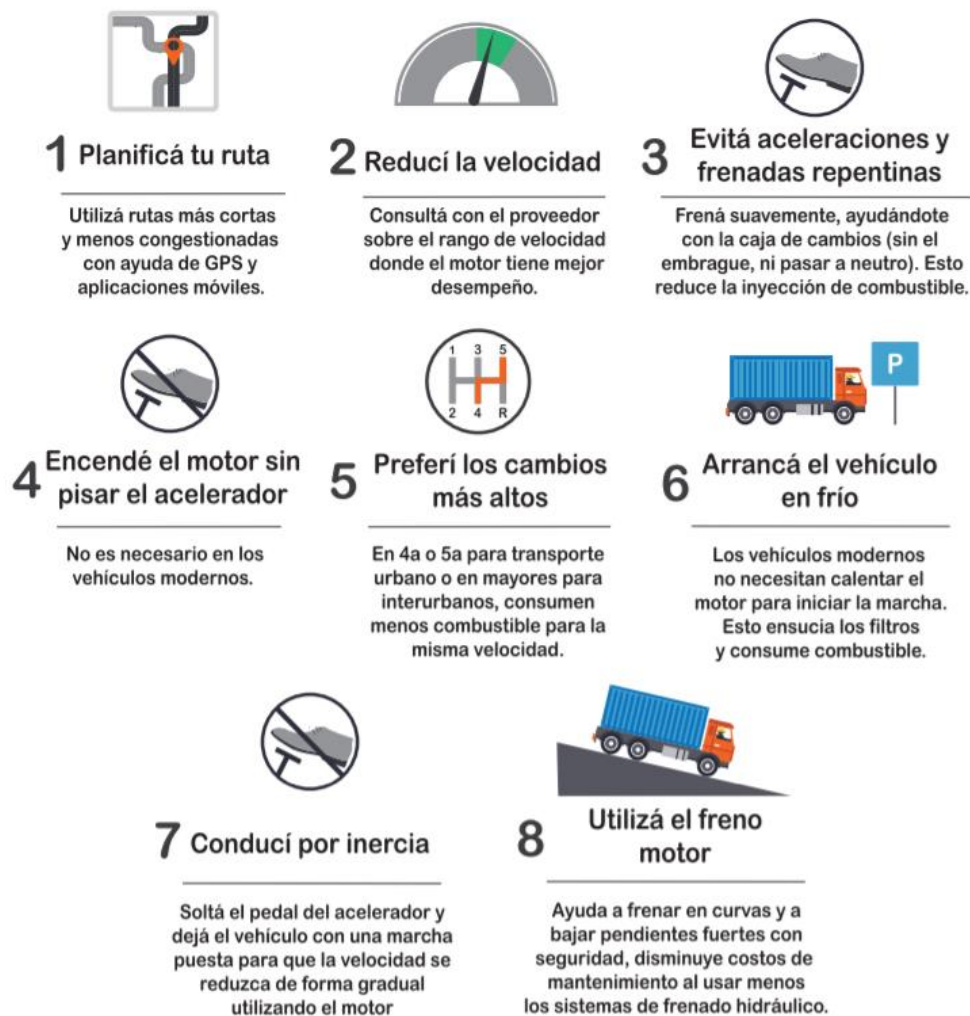 1 Planificá tu ruta
Utilizá rutas más cortas
y menos congestionadas
con ayuda de GPS y
aplicaciones móviles.
2 Reducí la velocidad
Consultá con el proveedor
sobre el rango de velocidad
donde el motor tiene mejor
desempeño.
3 Evitá aceleraciones y
frenadas repentinas
Frená suavemente, ayudándote
con la caja de cambios (sin el
embrague, ni pasar a neutro). Esto
reduce la inyección de combustible.
4 Encendé el motor sin
pisar el acelerador
No es necesario en los
vehículos modernos.
1 3 5
2 4 R
5 Preferí los cambios
más altos
En 4a o 5a para transporte
urbano o en mayores para
interurbanos, consumen
menos combustible para la
misma velocidad.
P
6 Arrancá el vehículo
en frío
Los vehículos modernos
no necesitan calentar el
motor para iniciar la marcha.
Esto ensucia los filtros
y consume combustible.
7 Conducí por inercia
Soltá el pedal del acelerador y
dejá el vehículo con una marcha
puesta para que la velocidad se
reduzca de forma gradual
utilizando el motor
8 Utilizá el freno
motor
Ayuda a frenar en curvas y a
bajar pendientes fuertes con
seguridad, disminuye costos de
mantenimiento al usar menos
los sistemas de frenado hidráulico.